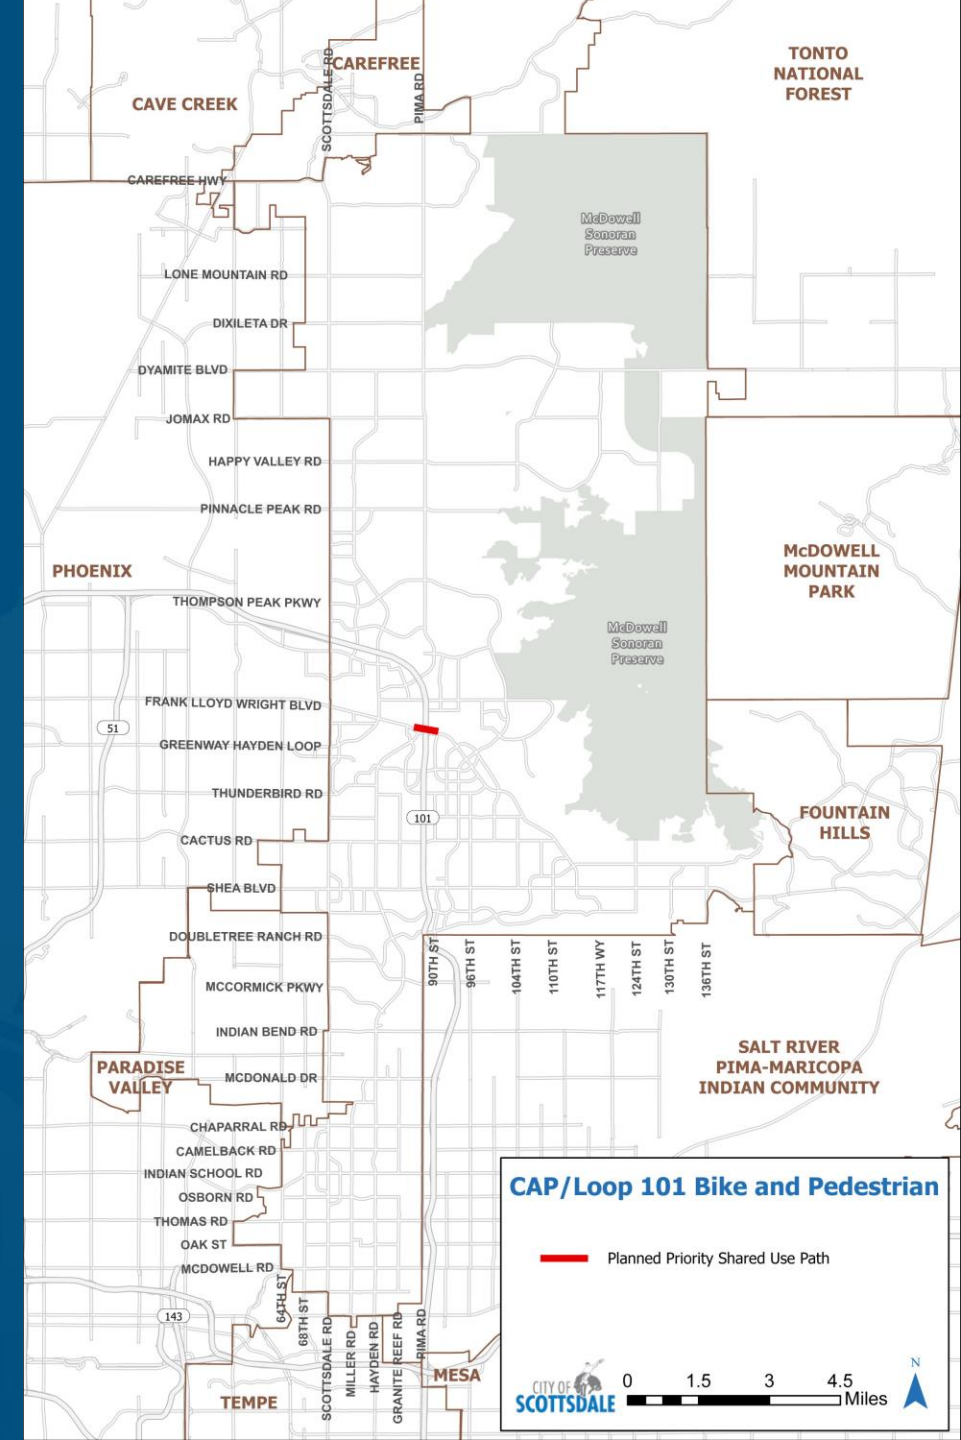 TONTO
NATIONAL
FOREST
CAREFREE
CAVE CREEK
SCOTTSDALE RD
PIMA RD
CAREFREE HWY
McDowell
Sonoran
Preserve
LONE MOUNTAIN RD
DIXILETA DR
DYAMITE BLVD
JOMAX RD
HAPPY VALLEY RD
PINNACLE PEAK RD
PHOENIX
McDOWELL
MOUNTAIN
PARK
THOMPSON PEAK PKWY
McDowell
Sonoran
Preserve
FRANK LLOYD WRIGHT BLVD
51
GREENWAY HAYDEN LOOP
THUNDERBIRD RD
101
FOUNTAIN
HILLS
CACTUS RD
SHEA BLVD
DOUBLETREE RANCH RD
90TH ST
96TH ST
104TH ST
110TH ST
117TH WY
124TH ST
130TH ST
136TH ST
MCCORMICK PKWY
INDIAN BEND RD
PARADISE
VALLEY
MCDONALD DR
SALT RIVER
PIMA-MARICOPA
INDIAN COMMUNITY
CHAPARRAL RD
CAMELBACK RD
INDIAN SCHOOL RD
OSBORN RD
THOMAS RD
OAK ST
MCDOWELL RD
143
64TH ST
68TH ST
SCOTTSDALE RD
MILLER RD
HAYDEN RD
GRANITE REEF RD
PIMA RD
TEMPE
MESA
CAP/Loop 101 Bike and Pedestrian
Planned Priority Shared Use Path
CITY OF
SCOTTSDALE
0 1.5 3 4.5
Miles
N